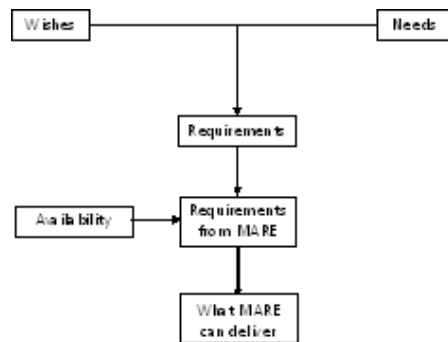 Wishes
Needs
Requirements
Availability
Requirements
from MARE
What MARE
can deliver